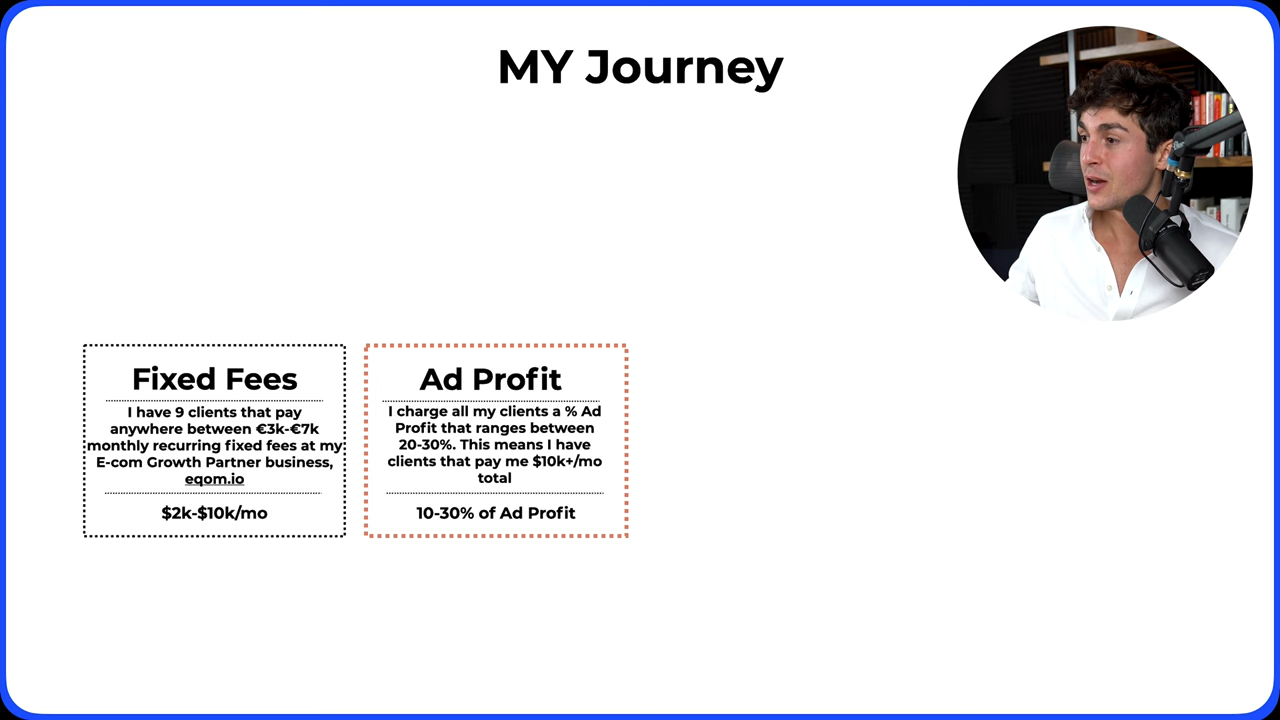 MY Journey
Fixed Fees
I have 9 clients that pay
anywhere between €3k-€7k
monthly recurring fixed fees at my
E-com Growth Partner business,
eqom.io
$2k-$10k/mo
Ad Profit
I charge all my clients a % Ad
Profit that ranges between
20-30%. This means I have
clients that pay me $10k+/mo
total
10-30% of Ad Profit